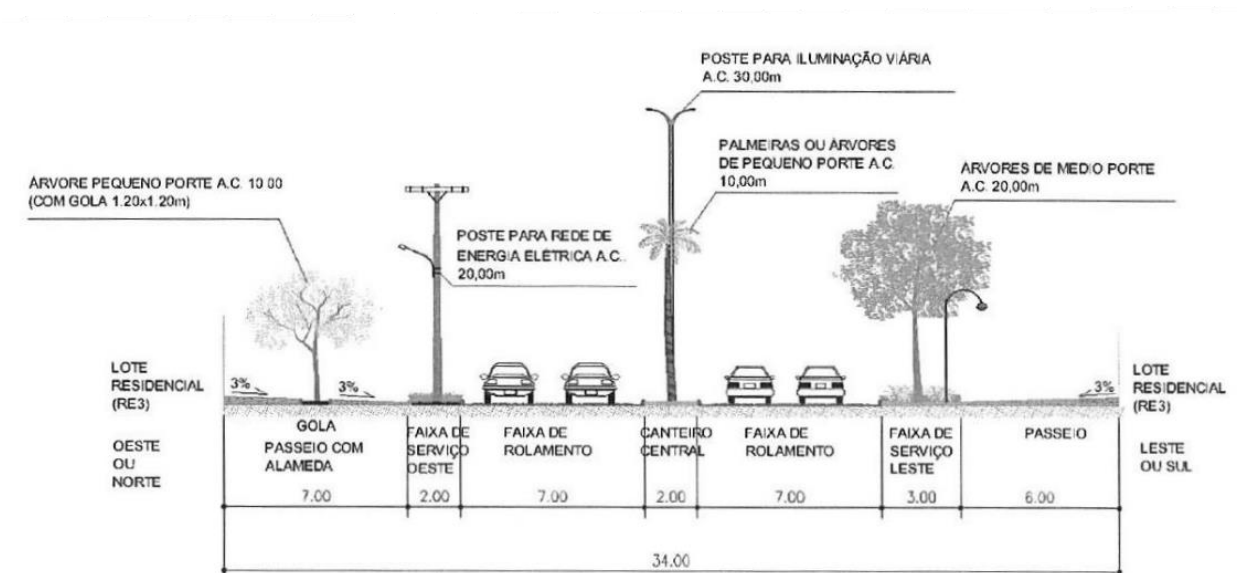 POSTE PARA ILUMINAÇÃO VIÁRIA
A.C. 30,00m
PALMEIRAS OU ÁRVORES
DE PEQUENO PORTE A.C.
10,00m
ÁRVORES DE MEDIO PORTE
A.C. 20,00m
ÁRVORE PEQUENO PORTE A.C. 10.00
(COM GOLA 1.20x1.20m)
POSTE PARA REDE DE
ENERGIA ELÉTRICA A.C.
20,00m
LOTE
RESIDENCIAL
(RE3)
3%
3%
3%
LOTE
RESIDENCIAL
(RE3)
OESTE
OU
NORTE
GOLA
PASSEIO COM
ALAMEDA
FAIXA DE
SERVIÇO
OESTE
FAIXA DE
ROLAMENTO
CANTEIRO
CENTRAL
FAIXA DE
ROLAMENTO
FAIXA DE
SERVIÇO
LESTE
PASSEIO
LESTE
OU SUL
7.00
2.00
7.00
2.00
7.00
3.00
6.00
34.00